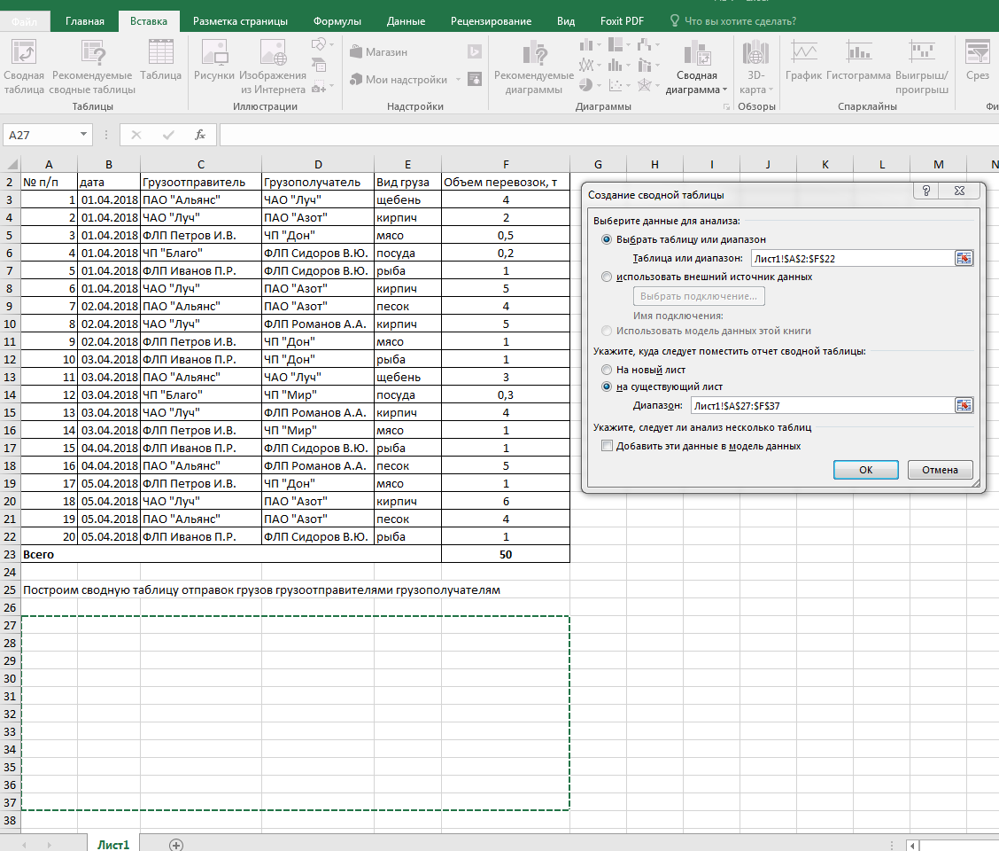 Файл Главная Вставка Разметка страницы Формулы Данные Рецензирование Вид Foxit PDF Что вы хотите сделать?
Сводная таблица
Рекомендуемые сводные таблицы
Таблица
Таблицы
Рисунки
Изображения из Интернета
Иллюстрации
Магазин
Мои надстройки
Надстройки
Рекомендуемые диаграммы
Сводная диаграмма
Диаграммы
3D-карта
Обзоры
График Гистограмма Выигрыш/проигрыш
Спарклайны
Срез
A27 fx
A B C D E F G H I J K L M N
2 № п/п дата Грузоотправитель Грузополучатель Вид груза Объем перевозок, т
3 1 01.04.2018 ПАО "Альянс" ЧАО "Луч" щебень 4
4 2 01.04.2018 ЧАО "Луч" ПАО "Азот" кирпич 2
5 3 01.04.2018 ФЛП Петров И.В. ЧП "Дон" мясо 0,5
6 4 01.04.2018 ЧП "Благо" ФЛП Сидоров В.Ю. посуда 0,2
7 5 01.04.2018 ФЛП Иванов П.Р. ФЛП Сидоров В.Ю. рыба 1
8 6 01.04.2018 ЧАО "Луч" ПАО "Азот" кирпич 5
9 7 02.04.2018 ПАО "Альянс" ПАО "Азот" песок 4
10 8 02.04.2018 ЧАО "Луч" ФЛП Романов А.А. кирпич 5
11 9 02.04.2018 ФЛП Петров И.В. ЧП "Дон" мясо 1
12 10 03.04.2018 ФЛП Иванов П.Р. ЧП "Дон" рыба 1
13 11 03.04.2018 ПАО "Альянс" ЧАО "Луч" щебень 3
14 12 03.04.2018 ЧП "Благо" ЧП "Мир" посуда 0,3
15 13 03.04.2018 ЧАО "Луч" ФЛП Романов А.А. кирпич 4
16 14 03.04.2018 ФЛП Петров И.В. ЧП "Мир" мясо 1
17 15 04.04.2018 ФЛП Иванов П.Р. ФЛП Сидоров В.Ю. рыба 1
18 16 04.04.2018 ПАО "Альянс" ФЛП Романов А.А. песок 5
19 17 05.04.2018 ФЛП Петров И.В. ЧП "Дон" мясо 1
20 18 05.04.2018 ЧАО "Луч" ПАО "Азот" кирпич 6
21 19 05.04.2018 ПАО "Альянс" ПАО "Азот" песок 4
22 20 05.04.2018 ФЛП Иванов П.Р. ФЛП Сидоров В.Ю. рыба 1
23 Всего 50
24
25 Построим сводную таблицу отправок грузов грузоотправителями грузополучателям
26
27
28
29
30
31
32
33
34
35
36
37
38
Создание сводной таблицы
Выберите данные для анализа:
Выбрать таблицу или диапазон
Таблица или диапазон: Лист1!$A$2:$F$22
использовать внешний источник данных
Выбрать подключение...
Имя подключения:
Использовать модель данных этой книги
Укажите, куда следует поместить отчет сводной таблицы:
На новый лист
на существующий лист
Диапазон: Лист1!$A$27:$F$37
Укажите, следует ли анализ несколько таблиц
Добавить эти данные в модель данных
ОК Отмена
Лист1